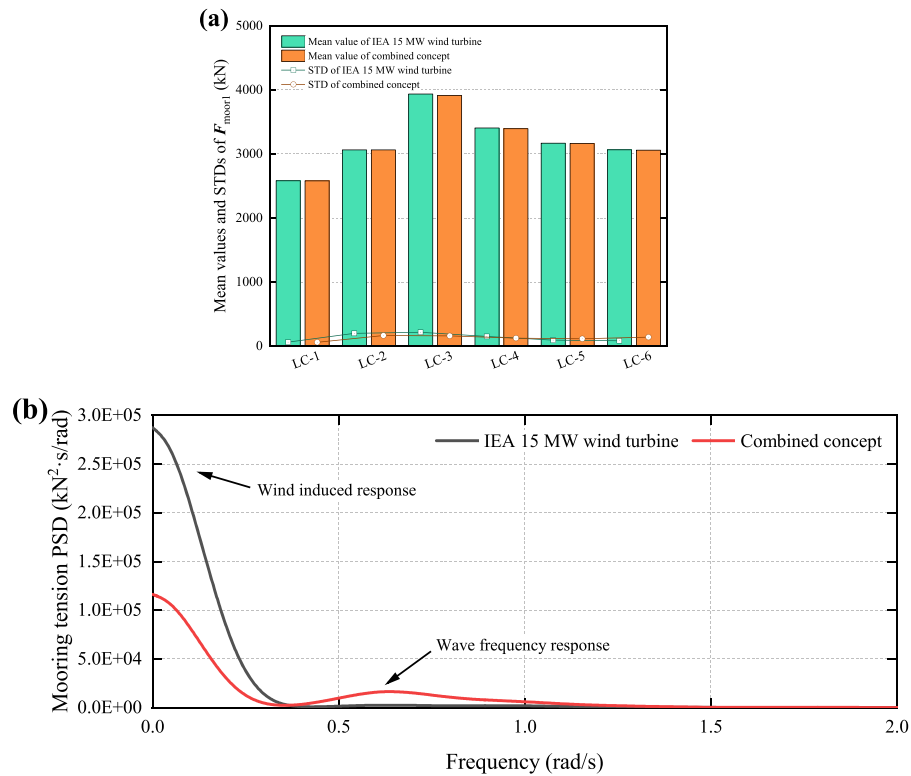 (a)
Mean values and STDs of Fmoor1 (kN)
5000
4000
3000
2000
1000
0
Mean value of IEA 15 MW wind turbine
Mean value of combined concept
STD of IEA 15 MW wind turbine
STD of combined concept
LC-1 LC-2 LC-3 LC-4 LC-5 LC-6
(b)
Mooring tension PSD (kN²·s/rad)
3.0E+05
2.5E+05
2.0E+05
1.5E+05
1.0E+05
5.0E+04
0.0E+00
IEA 15 MW wind turbine Combined concept
Wind induced response
Wave frequency response
0.0 0.5 1.0 1.5 2.0
Frequency (rad/s)